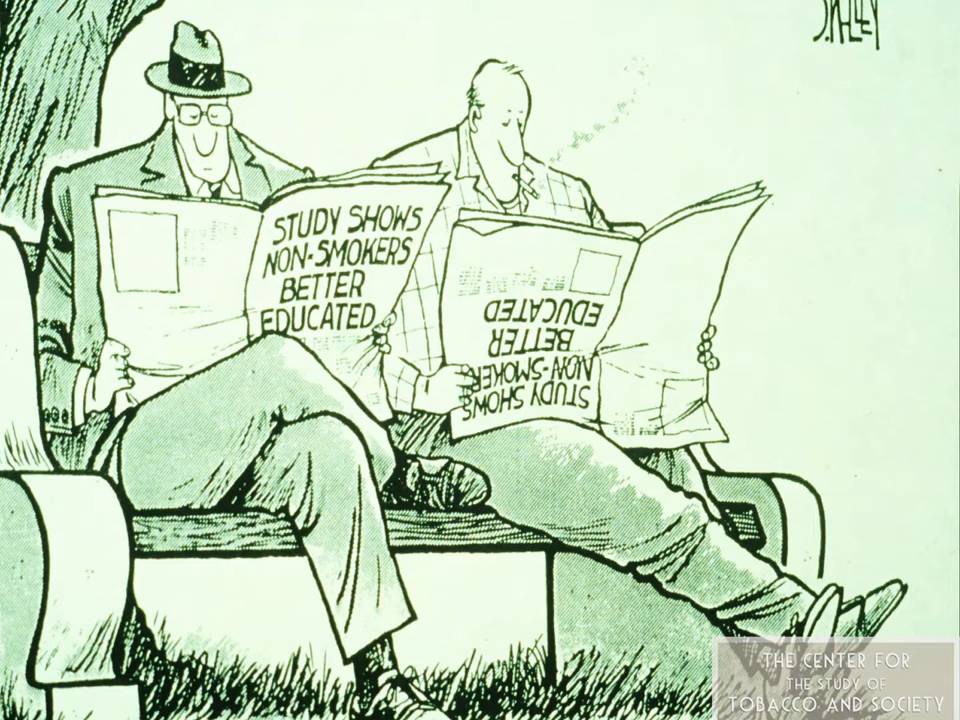 STUDY SHOWS
NON-SMOKERS
BETTER
EDUCATED
STUDY SHOWS
NON-SMOKERS
BETTER
EDUCATED
THE CENTER FOR
THE STUDY OF
TOBACCO AND SOCIETY